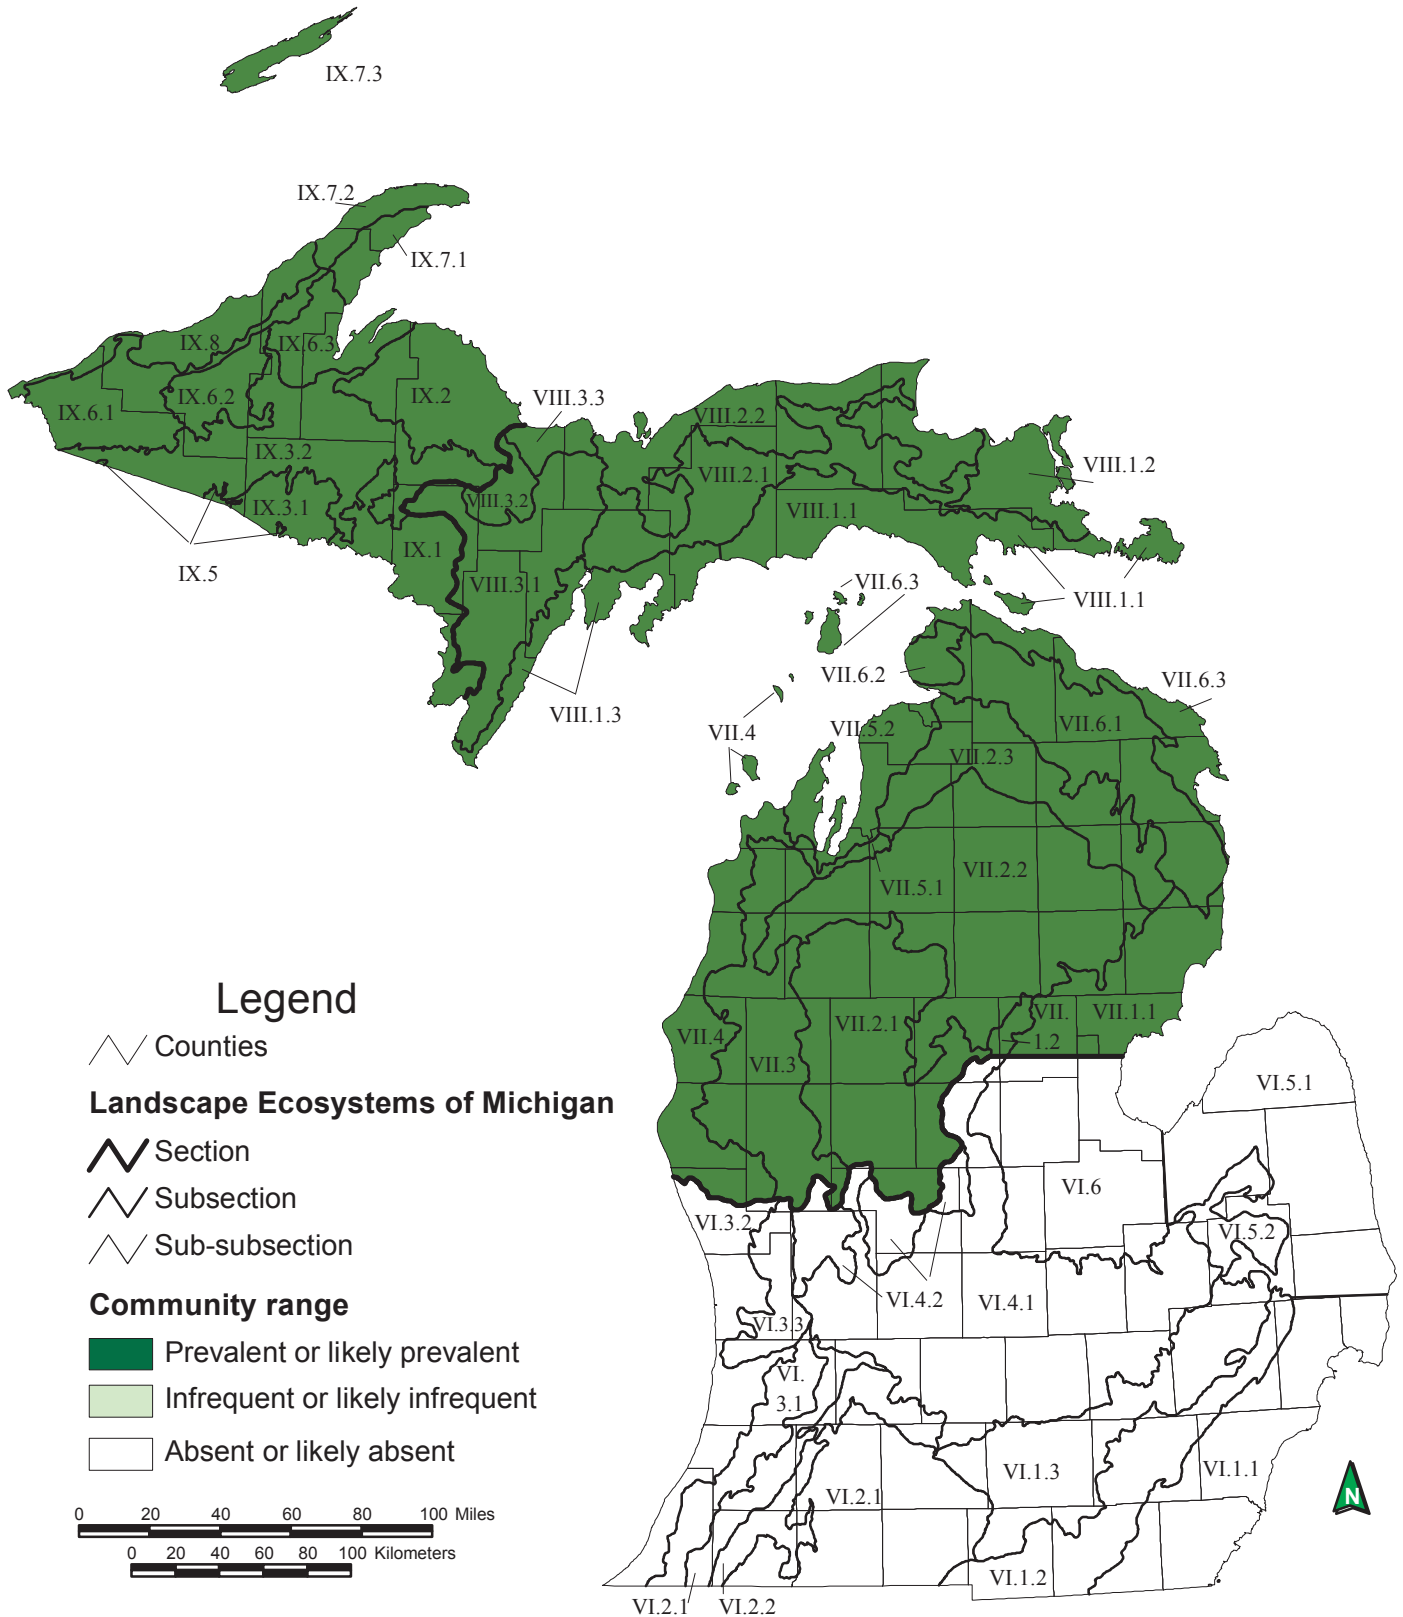 IX.7.3
IX.7.2
IX.7.1
IX.8
IX.6.3
IX.6.2
IX.2
VIII.3.3
IX.6.1
VIII.2.2
IX.3.2
VIII.2.1
VIII.1.2
VIII.3.2
IX.3.1
VIII.1.1
IX.1
IX.5
VIII.3.1
VII.6.3
VIII.1.1
VII.6.2
VIII.1.3
VII.6.3
VII.4
VII.5.2
VII.6.1
VII.2.3
VII.5.1
VII.2.2
VII.4
VII.3
VII.2.1
VII.
1.2
VII.1.1
VI.5.1
VI.6
VI.3.2
VI.5.2
VI.4.2
VI.4.1
VI.3.3
VI.
3.1
VI.2.1
VI.1.3
VI.1.1
VI.1.2
VI.2.1
VI.2.2
Legend
Counties
Landscape Ecosystems of Michigan
Section
Subsection
Sub-subsection
Community range
Prevalent or likely prevalent
Infrequent or likely infrequent
Absent or likely absent
0 20 40 60 80 100 Miles
0 20 40 60 80 100 Kilometers
N